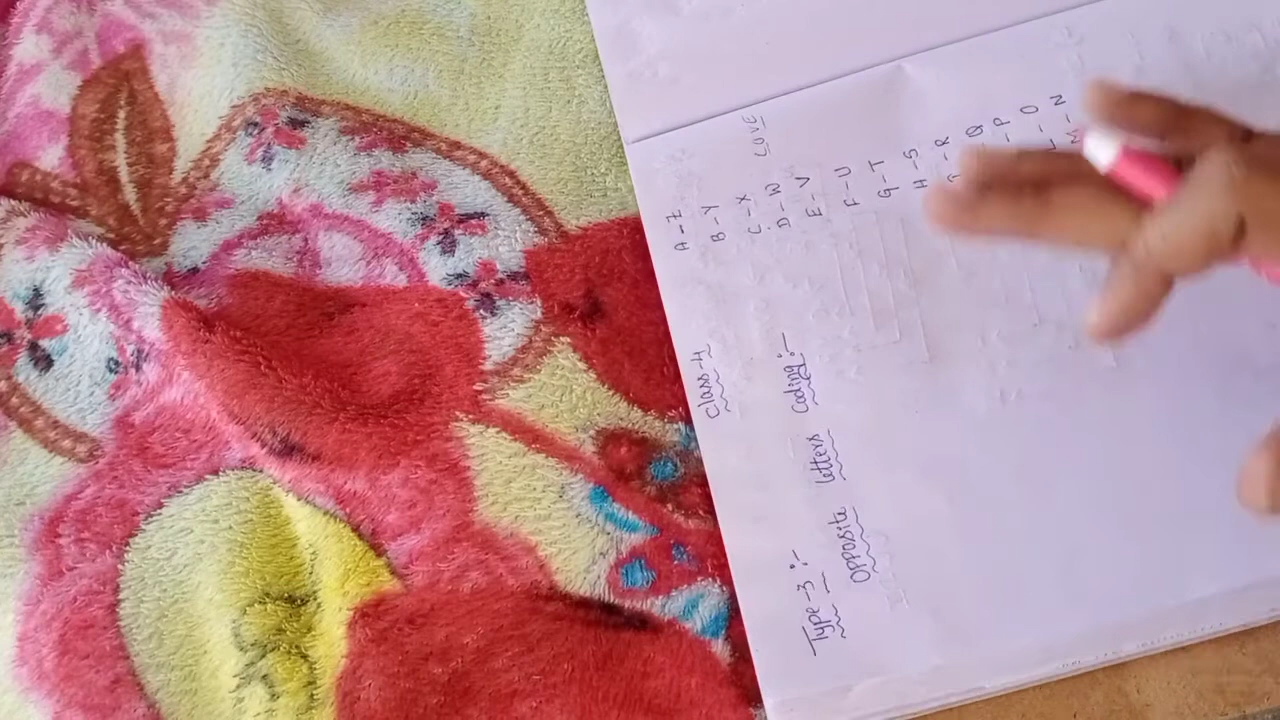 class-4
Type-3 :-
Opposite letters Coding:-
A-Z
B-Y
C-X LOVE
D-W
E-V
F-U
G-T
H-S
-R
-Q
-P
L-O
M-N